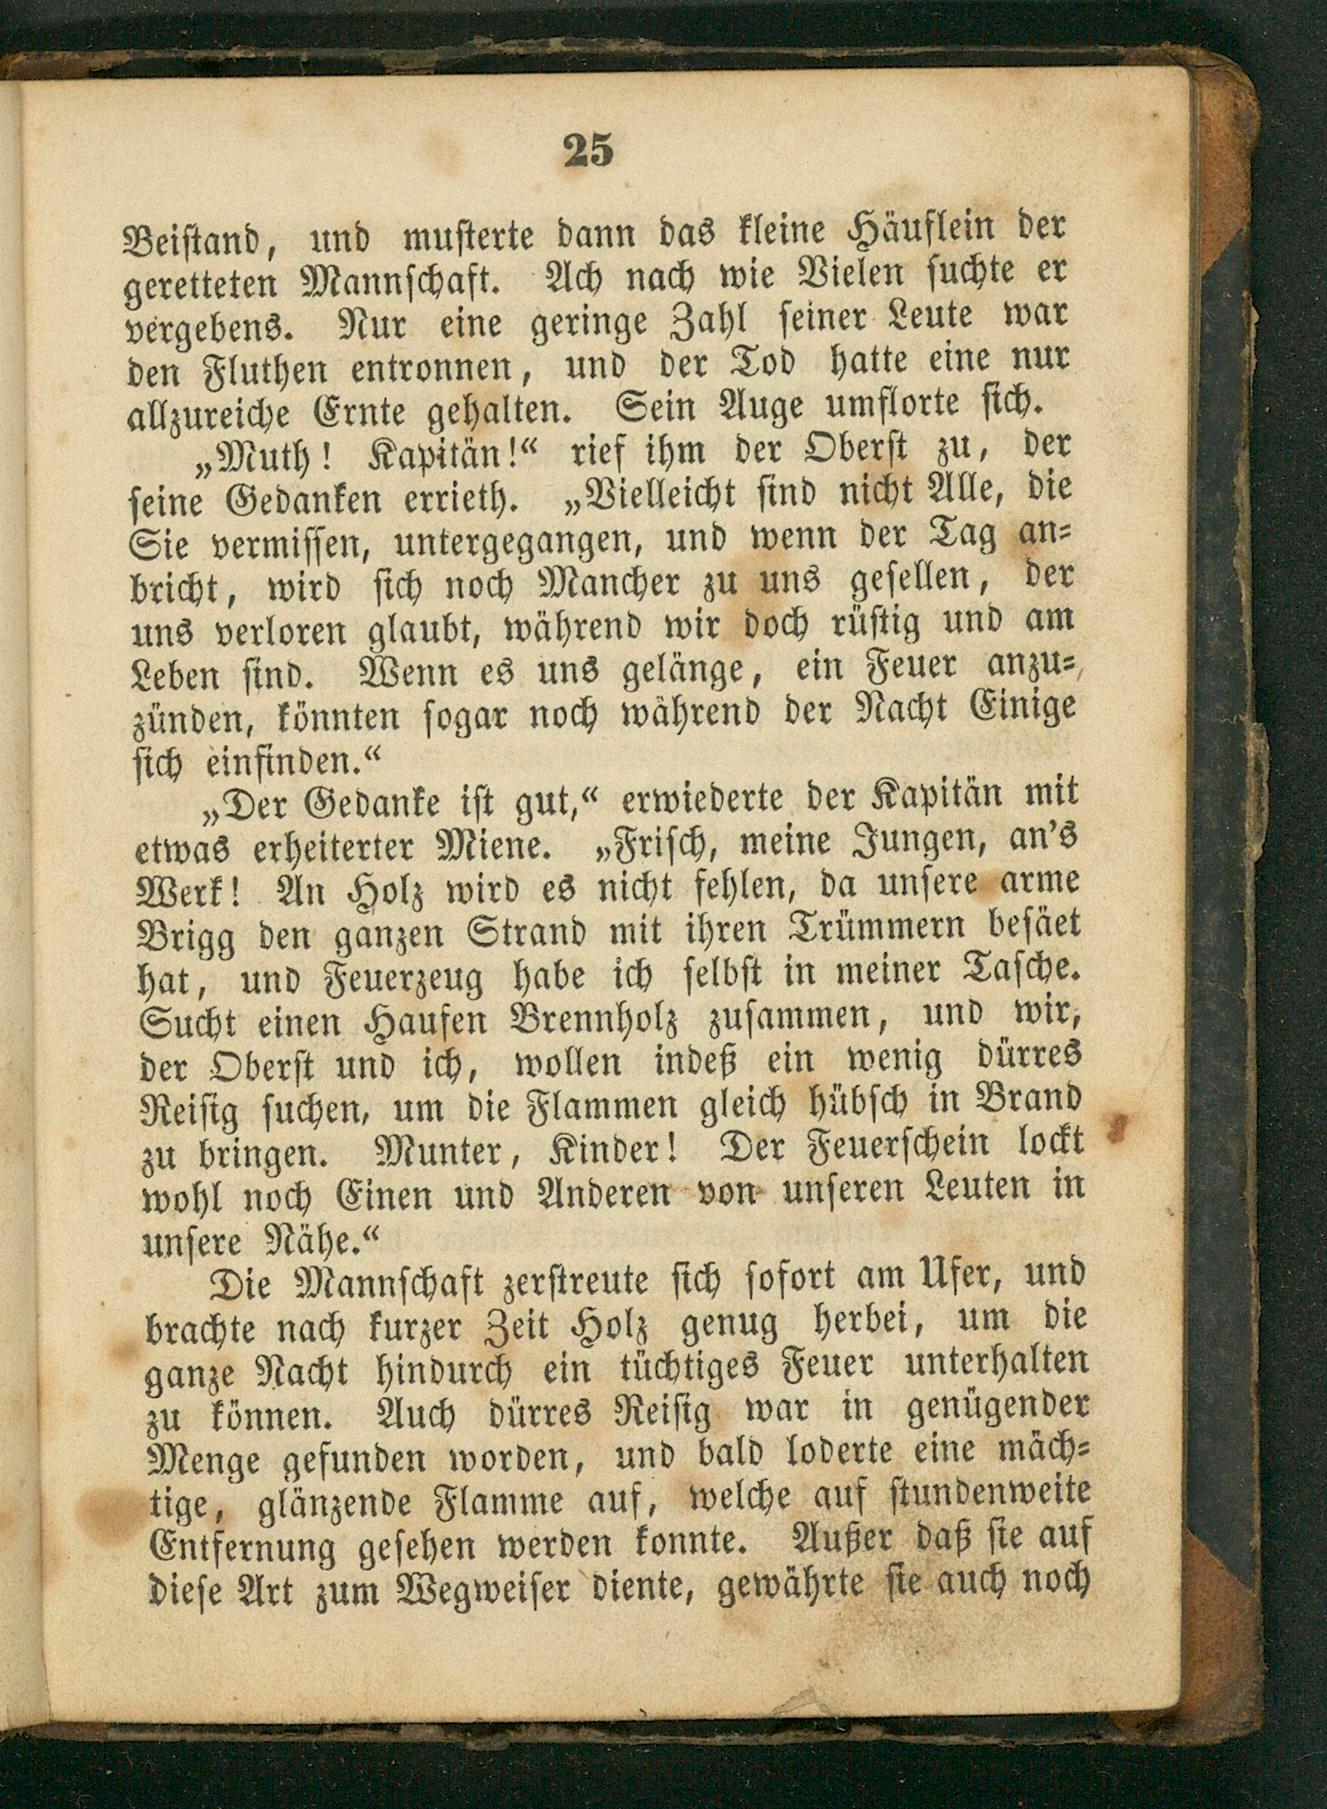 25
Beistand, und musterte dann das kleine Häuflein der
geretteten Mannschaft. Ach nach wie Vielen suchte er
vergebens. Nur eine geringe Zahl seiner Leute war
den Fluthen entronnen, und der Tod hatte eine nur
allzureiche Ernte gehalten. Sein Auge umflorte sich.
„Muth! Kapitän!“ rief ihm der Oberst zu, der
seine Gedanken errieth. „Vielleicht sind nicht Alle, die
Sie vermissen, untergegangen, und wenn der Tag an-
bricht, wird sich noch Mancher zu uns gesellen, der
uns verloren glaubt, während wir doch rüstig und am
Leben sind. Wenn es uns gelänge, ein Feuer anzu-
zünden, könnten sogar noch während der Nacht Einige
sich einfinden.“
„Der Gedanke ist gut,“ erwiederte der Kapitän mit
etwas erheiterter Miene. „Frisch, meine Jungen, an's
Werk! An Holz wird es nicht fehlen, da unsere arme
Brigg den ganzen Strand mit ihren Trümmern besäet
hat, und Feuerzeug habe ich selbst in meiner Tasche.
Sucht einen Haufen Brennholz zusammen, und wir,
der Oberst und ich, wollen indeß ein wenig dürres
Reisig suchen, um die Flammen gleich hübsch in Brand
zu bringen. Munter, Kinder! Der Feuerschein lockt
wohl noch Einen und Anderen von unseren Leuten in
unsere Nähe.“
Die Mannschaft zerstreute sich sofort am Ufer, und
brachte nach kurzer Zeit Holz genug herbei, um die
ganze Nacht hindurch ein tüchtiges Feuer unterhalten
zu können. Auch dürres Reisig war in genügender
Menge gefunden worden, und bald loderte eine mäch-
tige, glänzende Flamme auf, welche auf stundenweite
Entfernung gesehen werden konnte. Außer daß sie auf
diese Art zum Wegweiser diente, gewährte sie auch noch